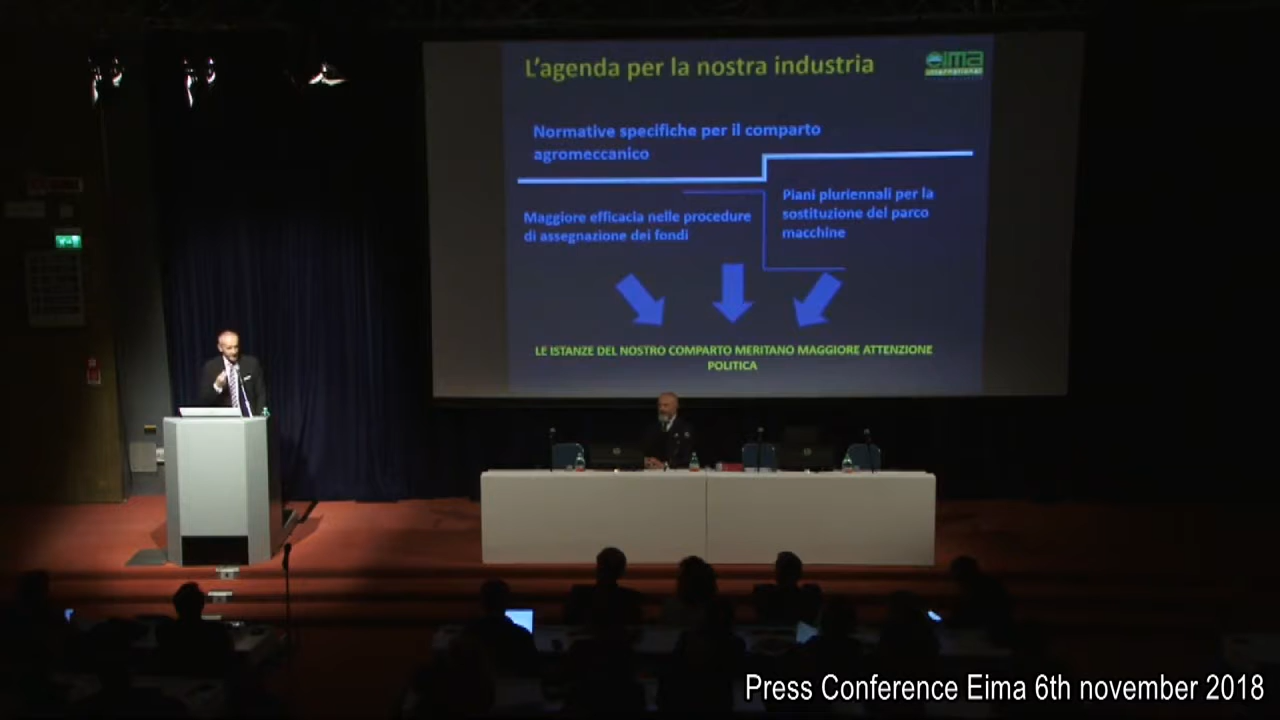 L'agenda per la nostra industria
eima
international
Normative specifiche per il comparto
agromeccanico
Piani pluriennali per la
sostituzione del parco
macchine
Maggiore efficacia nelle procedure
di assegnazione dei fondi
LE ISTANZE DEL NOSTRO COMPARTO MERITANO MAGGIORE ATTENZIONE
POLITICA
Press Conference Eima 6th november 2018